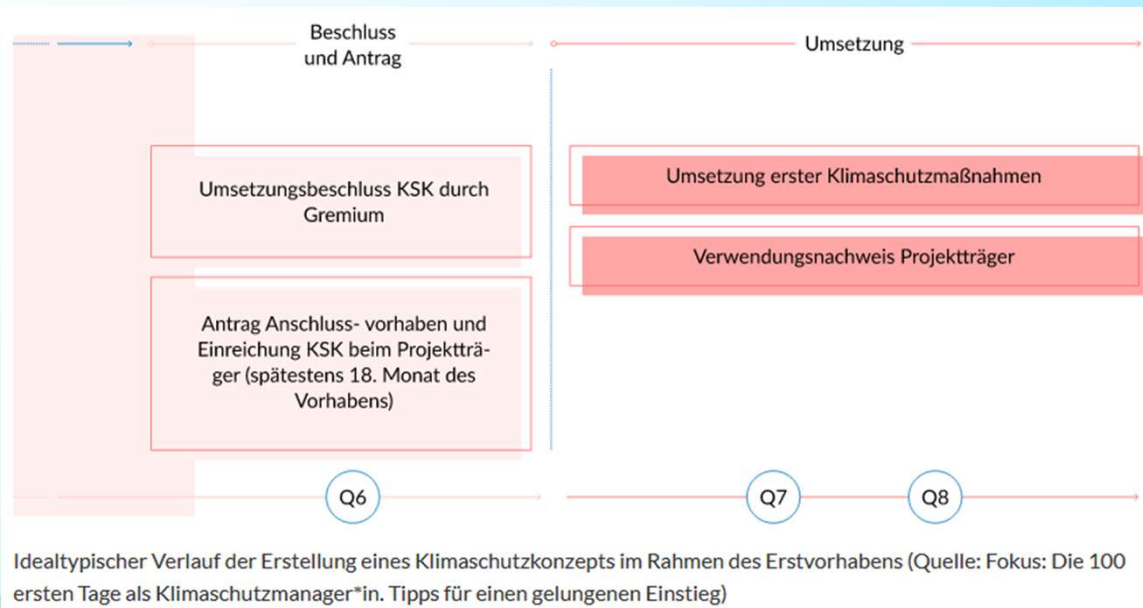 Beschluss
und Antrag
Umsetzung
Umsetzungsbeschluss KSK durch
Gremium
Umsetzung erster Klimaschutzmaßnahmen
Verwendungsnachweis Projektträger
Antrag Anschluss- vorhaben und
Einreichung KSK beim Projektträ-
ger (spätestens 18. Monat des
Vorhabens)
Q6
Q7
Q8
Idealtypischer Verlauf der Erstellung eines Klimaschutzkonzepts im Rahmen des Erstvorhabens (Quelle: Fokus: Die 100
ersten Tage als Klimaschutzmanager*in. Tipps für einen gelungenen Einstieg)